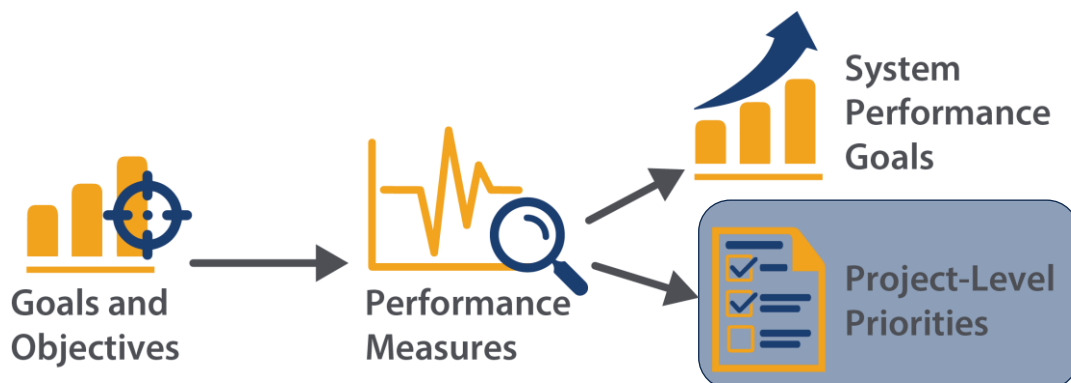 Goals and
Objectives
Performance
Measures
System
Performance
Goals
Project-Level
Priorities